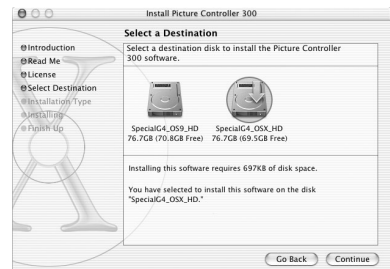 Install Picture Controller 300
Select a Destination
Introduction
Read Me
License
Select Destination
Installation Type
Installing
Finish Up
Select a destination disk to install the Picture Controller
300 software.
SpecialG4_OS9_HD
76.7GB (70.8GB Free)
SpecialG4_OSX_HD
76.7GB (69.5GB Free)
Installing this software requires 697KB of disk space.
You have selected to install this software on the disk
"SpecialG4_OSX_HD."
Go Back
Continue